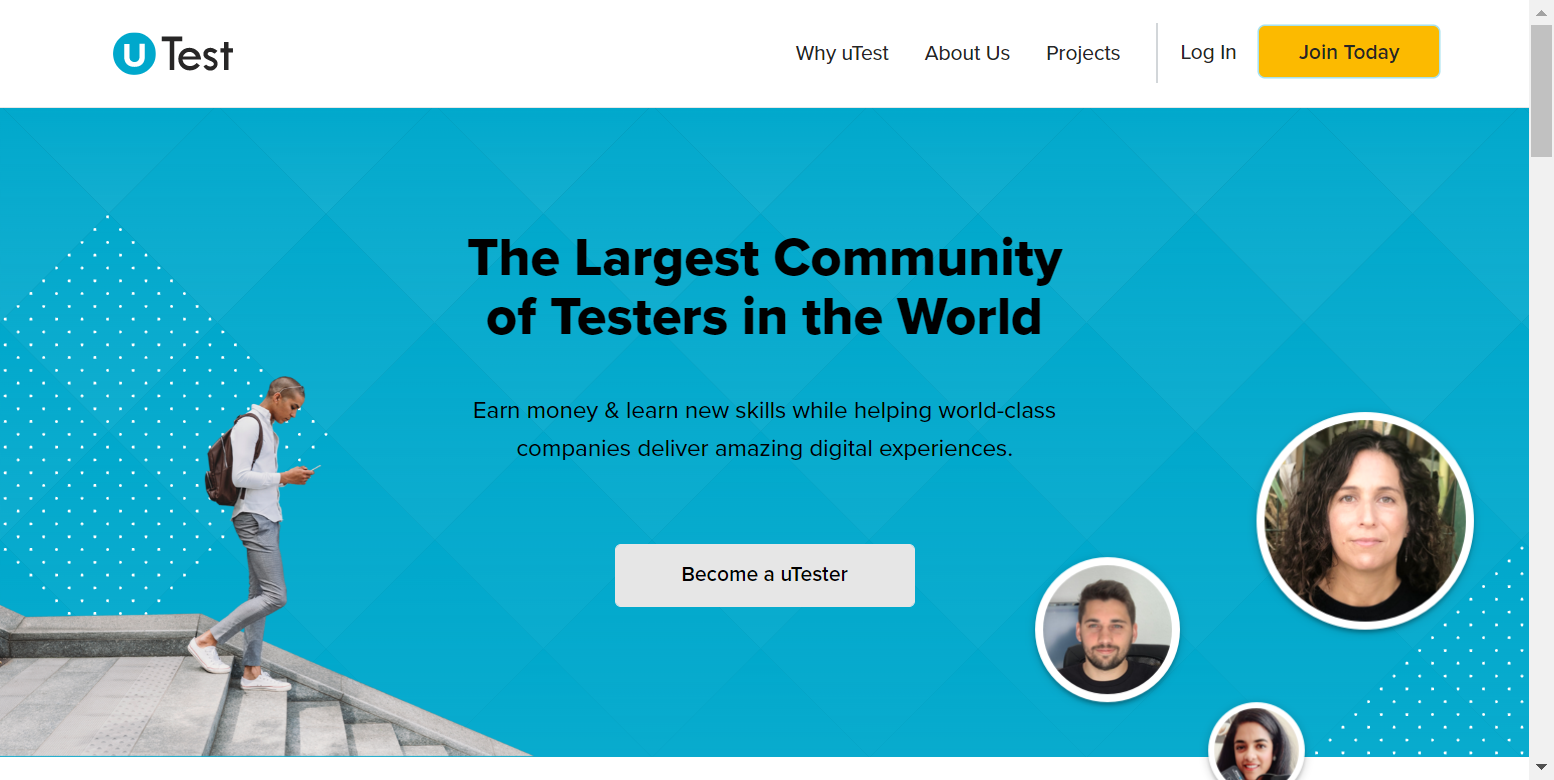 uTest
Why uTest
About Us
Projects
Log In
Join Today
The Largest Community
of Testers in the World
Earn money & learn new skills while helping world-class
companies deliver amazing digital experiences.
Become a uTester